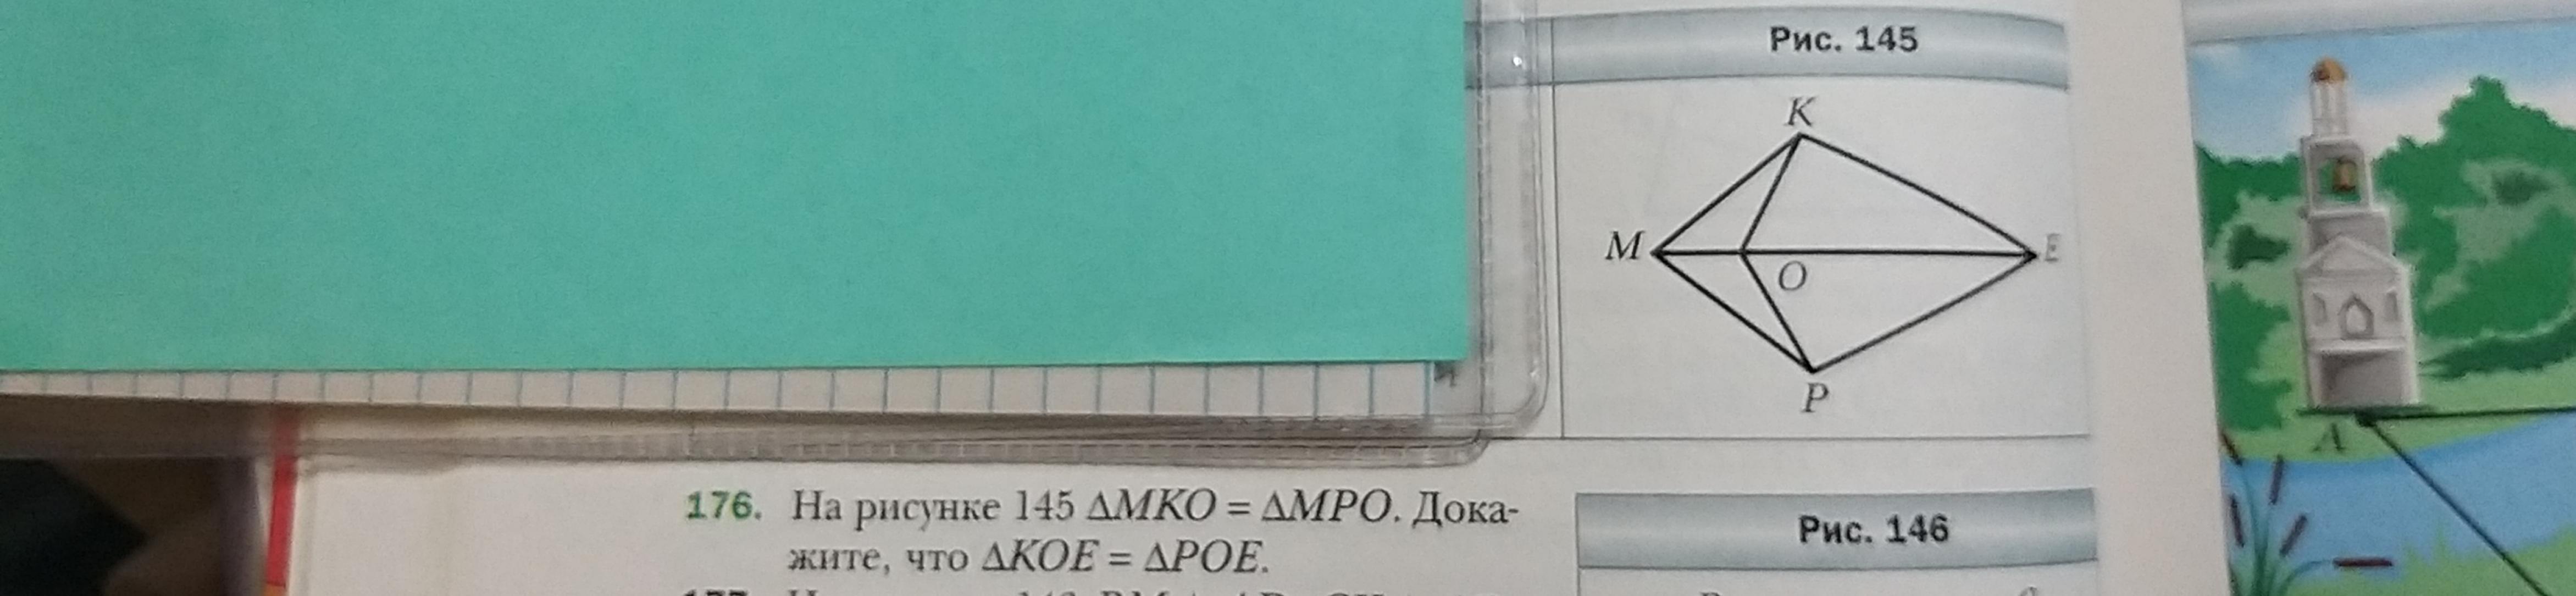 Рис. 145
K
M
O
E
P
A
176. На рисунке 145 ΔMKO = ΔMPO. Дока-
жите, что ΔKOE = ΔPOE.
Рис. 146